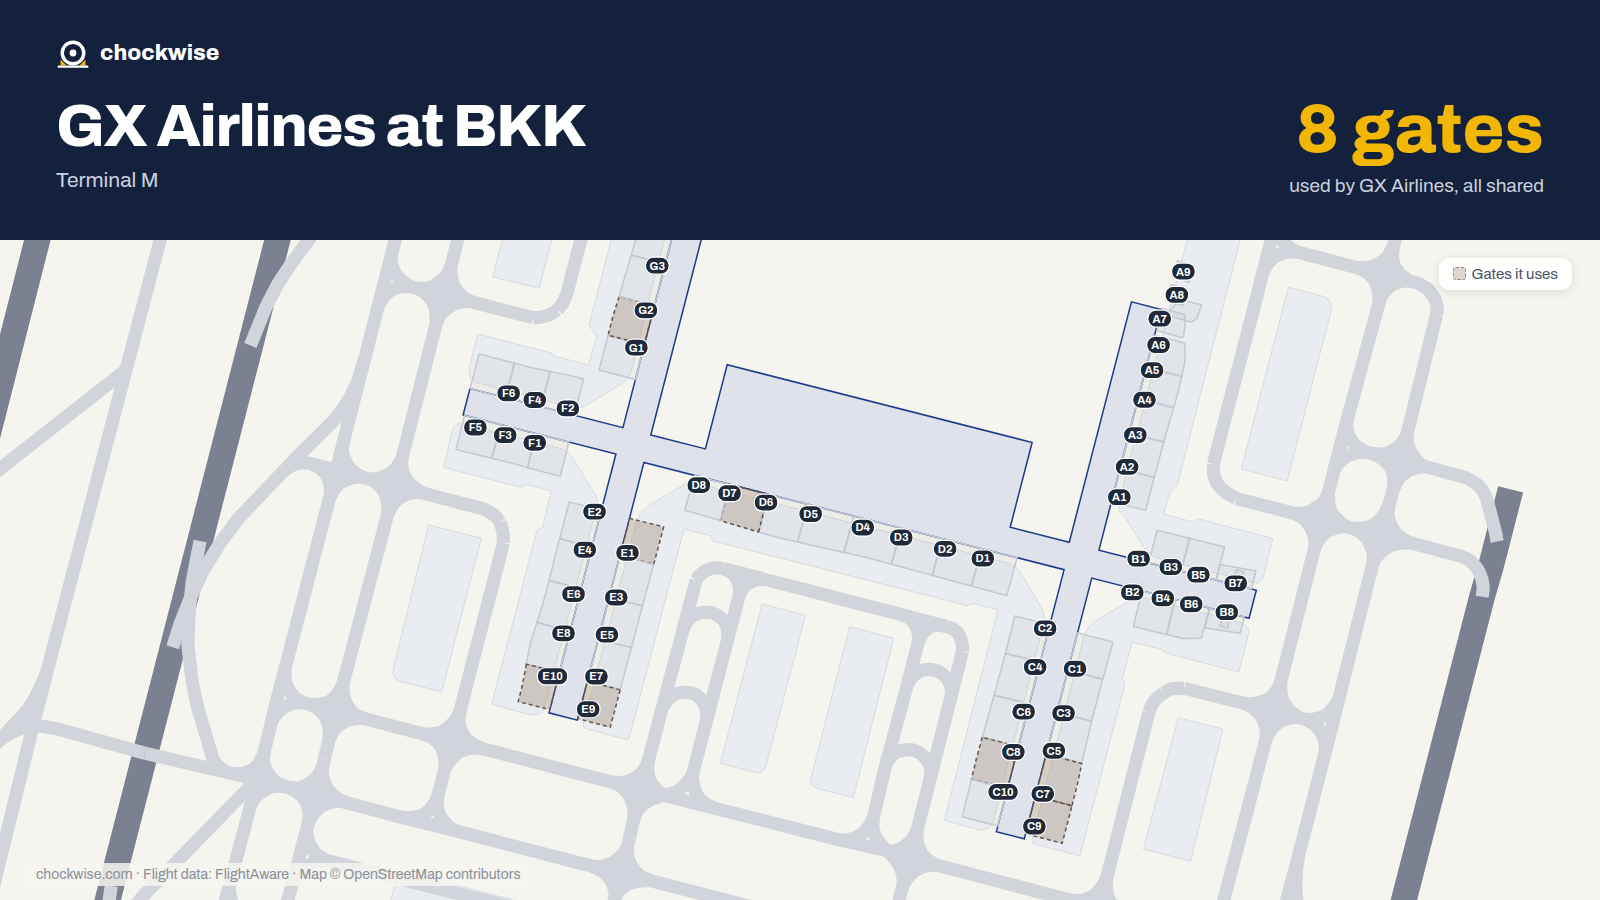 chockwise
GX Airlines at BKK
Terminal M
8 gates
used by GX Airlines, all shared
Gates it uses
G3
G2
G1
F6
F4
F2
F5
F3
F1
A9
A8
A7
A6
A5
A4
A3
A2
A1
D8
D7
D6
D5
D4
D3
D2
D1
E2
E4
E1
E6
E3
E8
E5
E10
E7
E9
B1
B3
B5
B7
B2
B4
B6
B8
C2
C4
C1
C6
C3
C8
C5
C10
C7
C9
chockwise.com · Flight data: FlightAware · Map © OpenStreetMap contributors